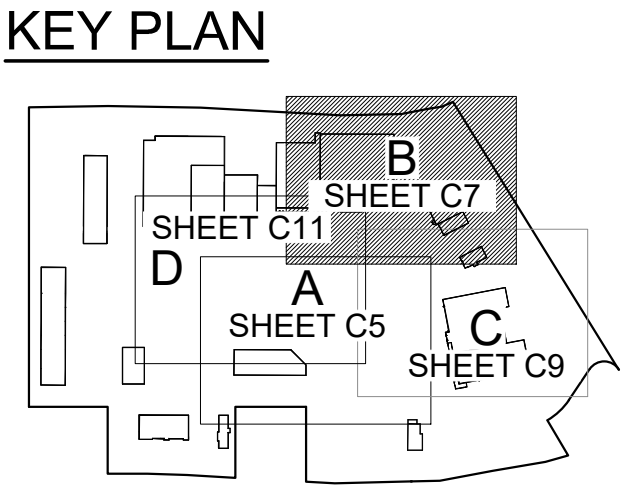 KEY PLAN
B
SHEET C7
SHEET C11
D
A
SHEET C5
C
SHEET C9